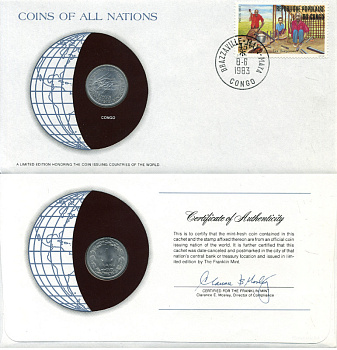 COINS OF ALL NATIONS
REPUBLIQUE POPULAIRE
DU CONGO
BRAZZAVILLE
8-6
1983
CONGO
CONGO
A LIMITED EDITION HONORING THE COIN ISSUING COUNTRIES OF THE WORLD
Certificate of Authenticity
This is to certify that the mint-fresh coin contained in this
cachet and the stamp affixed thereon are from an official coin
issuing nation of the world. It is further certified that this
cachet was date-canceled and postmarked in the city of that
nation's central bank or treasury location and issued in lim-
ited edition by The Franklin Mint.
Clarence E. Mosley
CERTIFIED FOR THE FRANKLIN MINT
Clarence E. Mosley, Director of Compliance